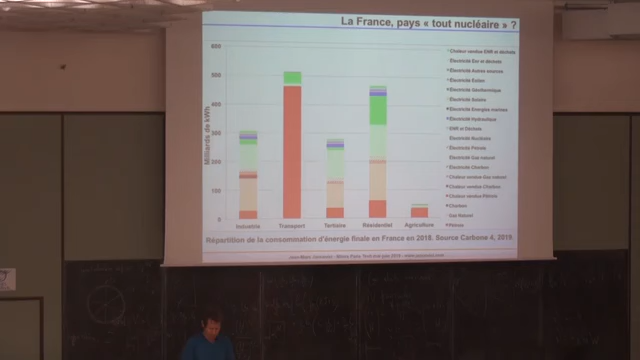 La France, pays « tout nucléaire » ?
Chaleur vendue ENR et déchets
Electricité Enr et déchets
Electricité Autres sources
Electricité Eolien
Electricité Géothermique
Electricité Solaire
Electricité Energies marines
Electricité Hydraulique
ENR et Déchets
Electricité Nucléaire
Electricité Pétrole
Electricité Gaz naturel
Electricité Charbon
Chaleur vendue Gaz naturel
Chaleur vendue Charbon
Chaleur vendue Pétrole
Charbon
Gaz Naturel
Pétrole
Milliards de kWh
600
500
400
300
200
100
0
Industrie Transport Tertiaire Résidentiel Agriculture
Répartition de la consommation d'énergie finale en France en 2018. Source Carbone 4, 2019.